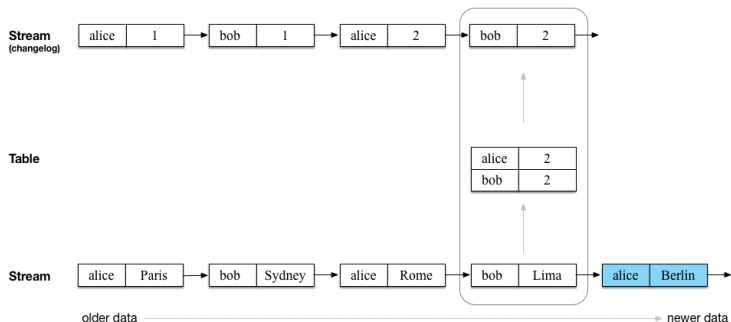 Stream alice 1 bob 1 alice 2 bob 2
(changelog)
Table alice 2
bob 2
Stream alice Paris bob Sydney alice Rome bob Lima alice Berlin
older data newer data